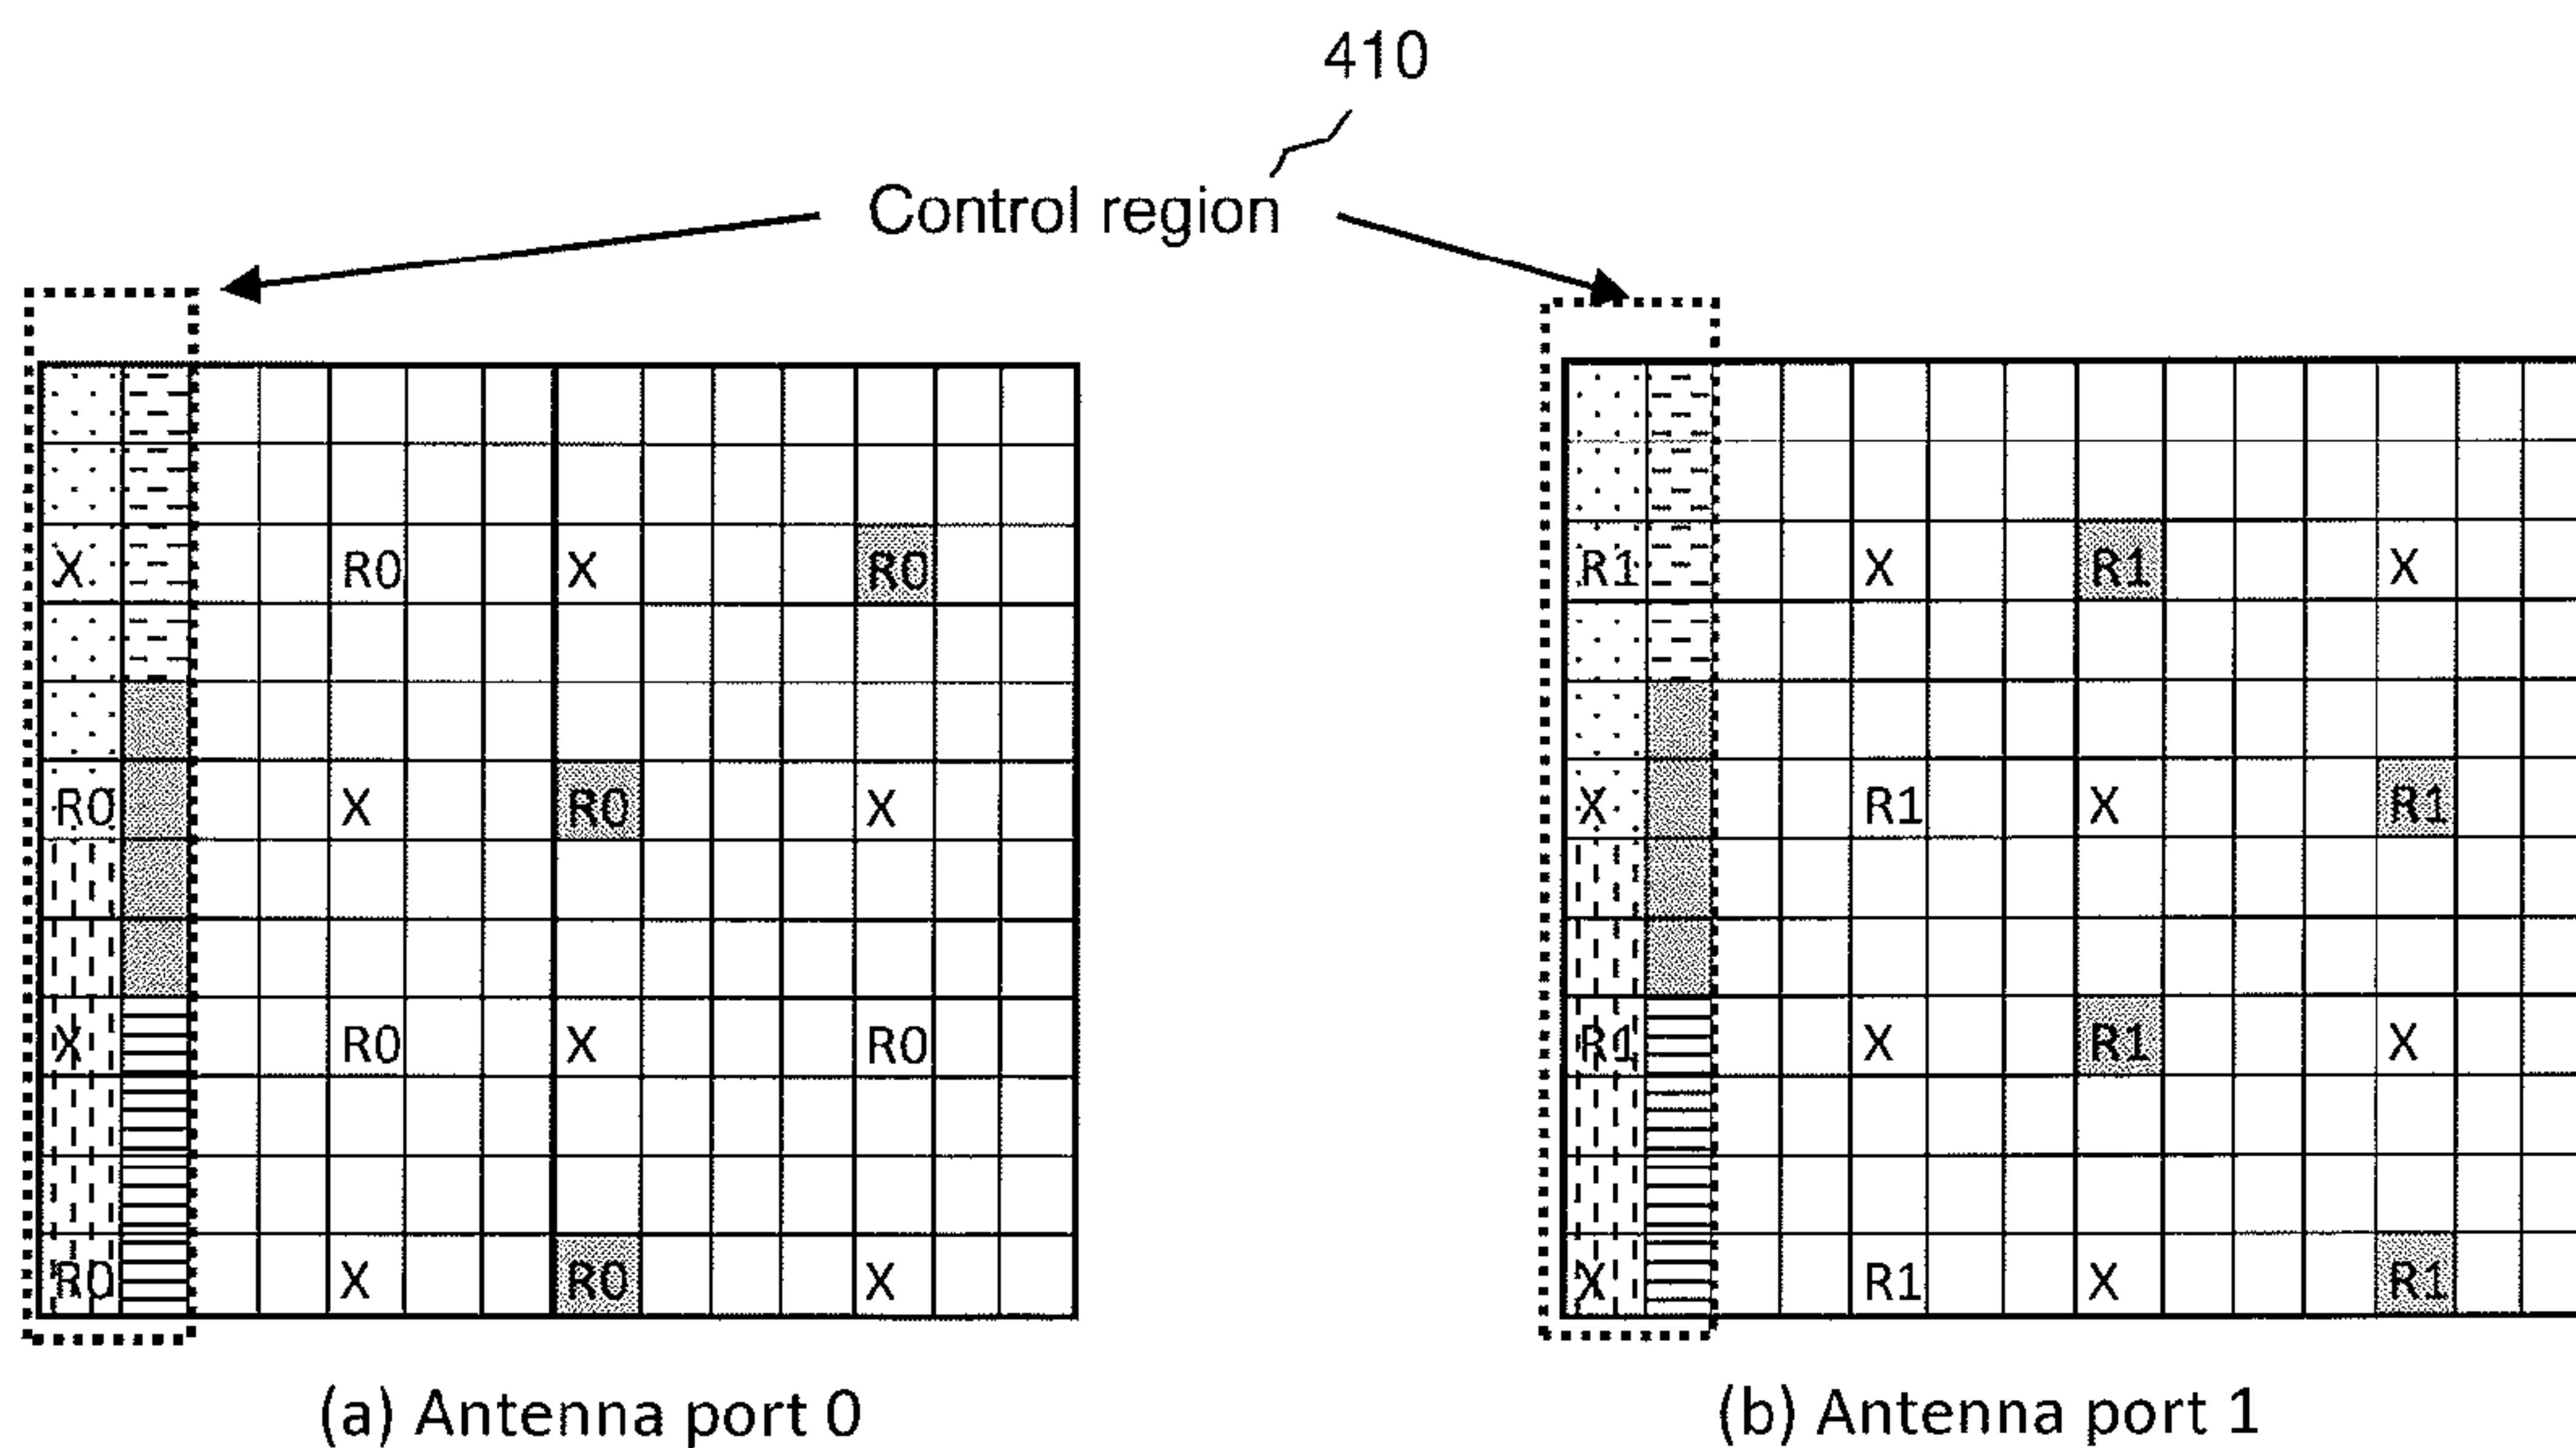 410
Control region
X R0 X R0 R1 X R1 X
R0 X R0 X X R1 X R1
X R0 X R0 R1 X R1 X
R0 X R0 X X R1 X R1
(a) Antenna port 0 (b) Antenna port 1